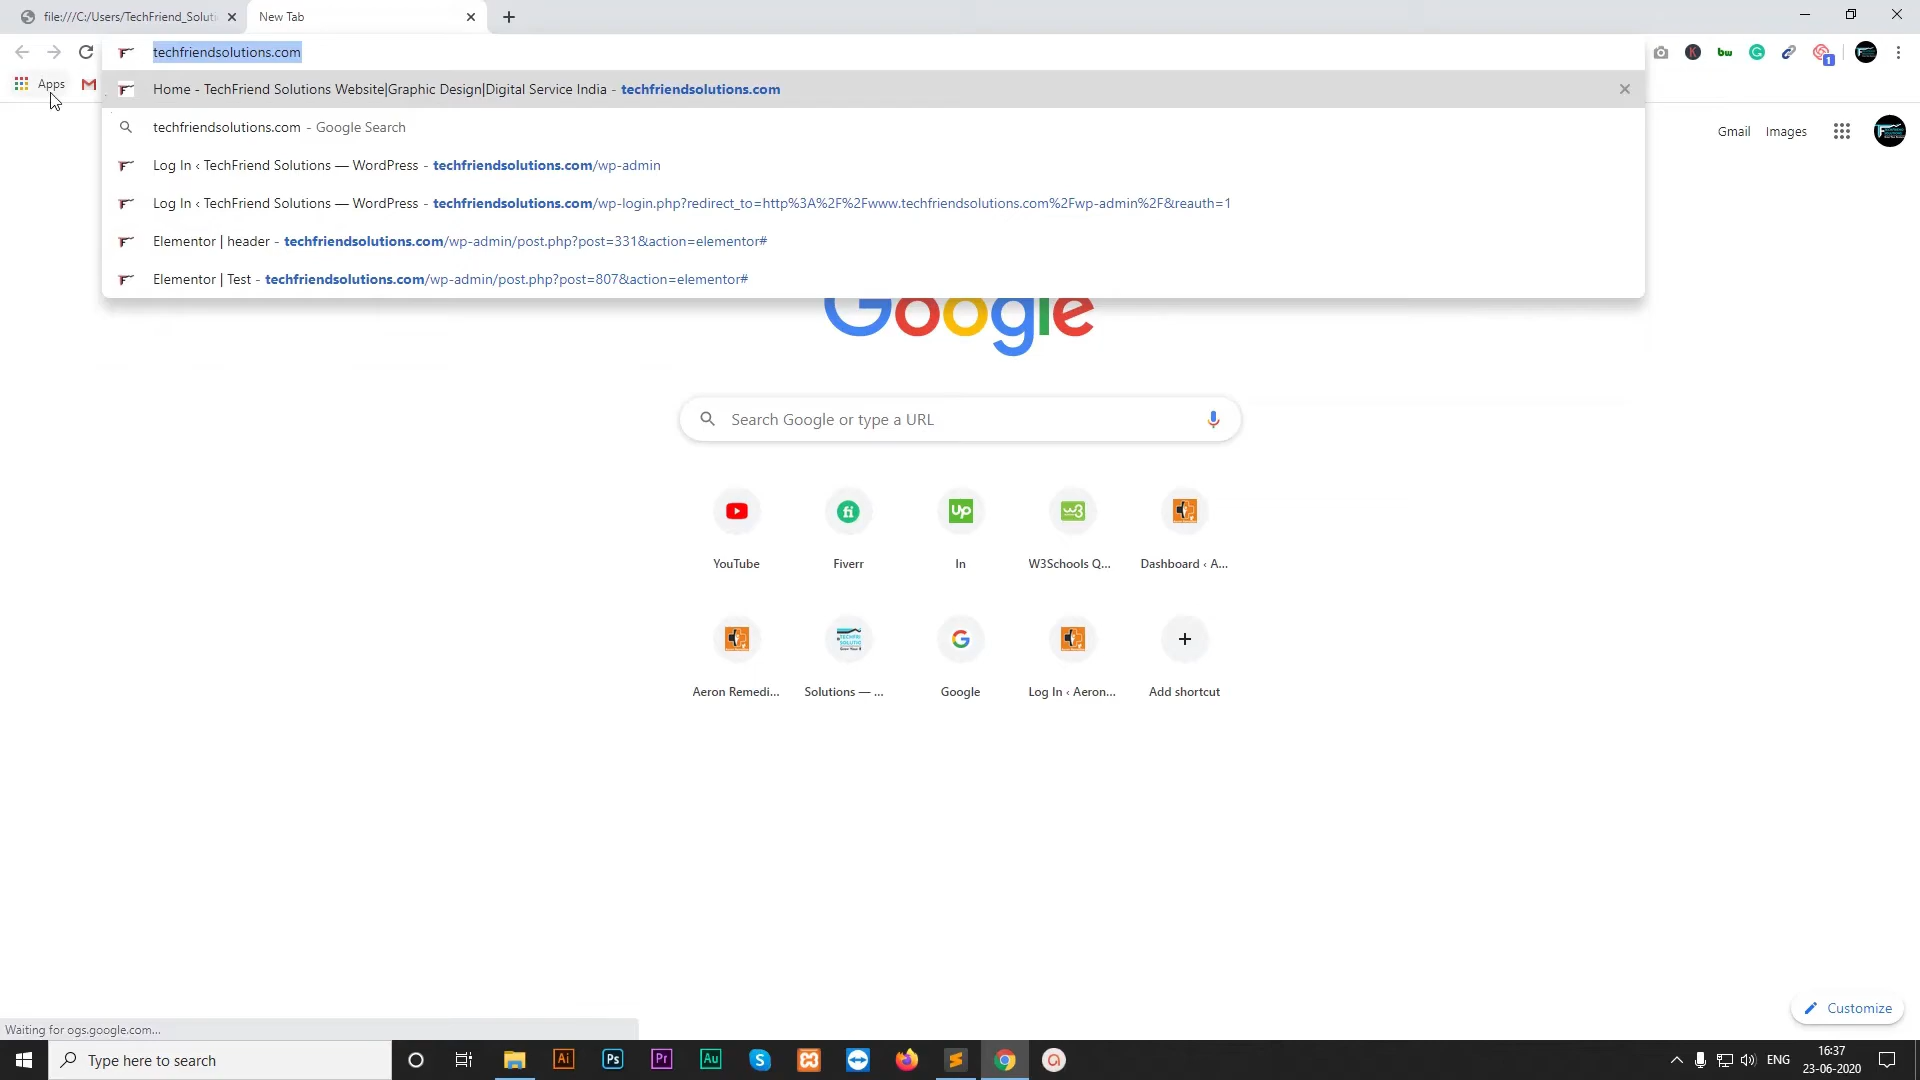 file:///C:/Users/TechFriend_Soluti
New Tab
techfriendsolutions.com
Home - TechFriend Solutions Website|Graphic Design|Digital Service India - techfriendsolutions.com
techfriendsolutions.com - Google Search
Log In ‹ TechFriend Solutions — WordPress - techfriendsolutions.com/wp-admin
Log In ‹ TechFriend Solutions — WordPress - techfriendsolutions.com/wp-login.php?redirect_to=http%3A%2F%2Fwww.techfriendsolutions.com%2Fwp-admin%2F&reauth=1
Elementor | header - techfriendsolutions.com/wp-admin/post.php?post=331&action=elementor#
Elementor | Test - techfriendsolutions.com/wp-admin/post.php?post=807&action=elementor#
Apps
Gmail Images
Google
Search Google or type a URL
YouTube Fiverr In W3Schools Q... Dashboard ‹ A...
Aeron Remedi... Solutions — ... Google Log In ‹ Aeron... Add shortcut
Customize
Waiting for ogs.google.com...
Type here to search
ENG
16:37
23-06-2020